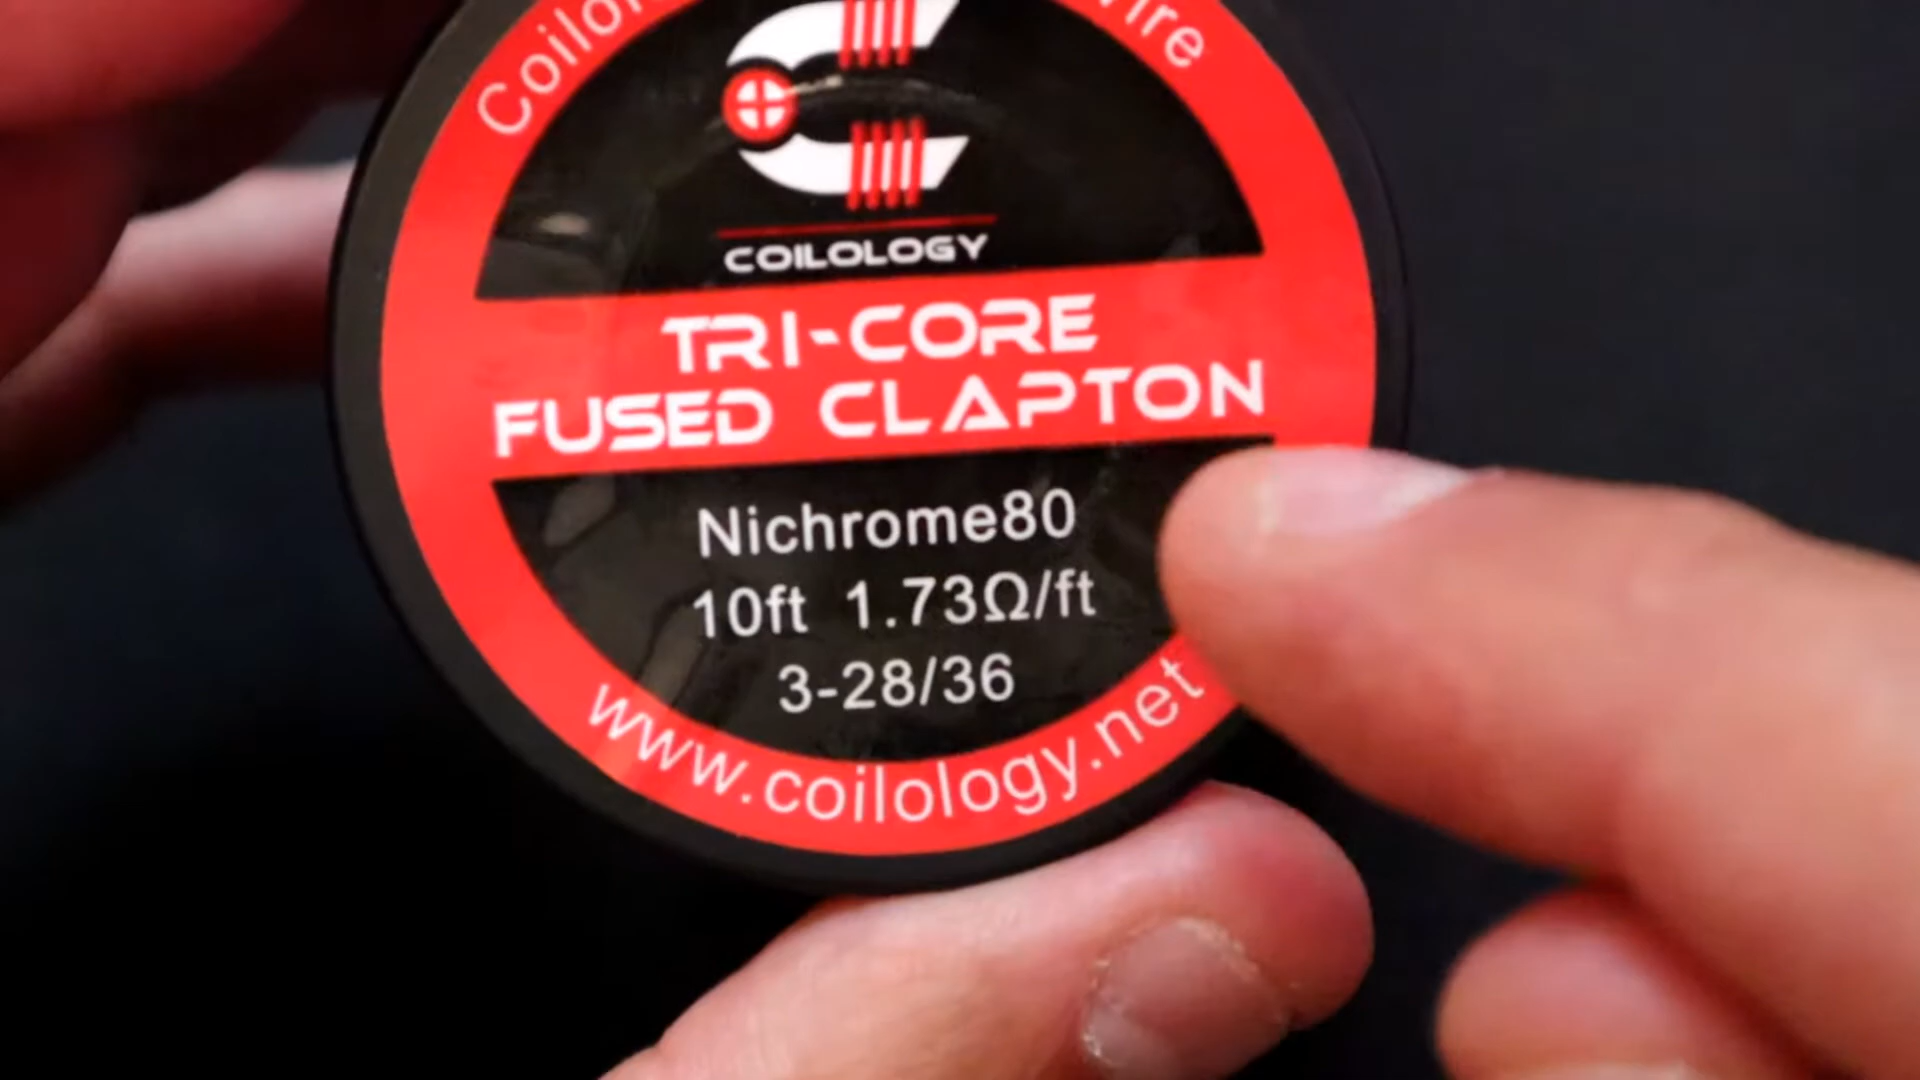 COILOLOGY
TRI-CORE
FUSED CLAPTON
Nichrome80
10ft 1.73Ω/ft
3-28/36
www.coilology.net